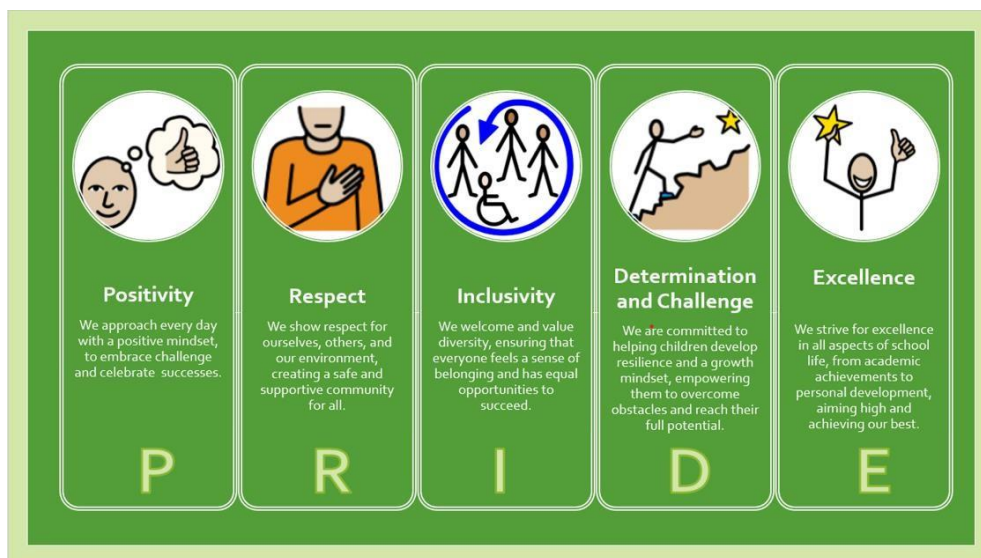 Positivity
We approach every day
with a positive mindset,
to embrace challenge
and celebrate successes.
P
Respect
We show respect for
ourselves, others, and
our environment,
creating a safe and
supportive community
for all.
R
Inclusivity
We welcome and value
diversity, ensuring that
everyone feels a sense of
belonging and has equal
opportunities to
succeed.
I
Determination
and Challenge
We are committed to
helping children develop
resilience and a growth
mindset, empowering
them to overcome
obstacles and reach their
full potential.
D
Excellence
We strive for excellence
in all aspects of school
life, from academic
achievements to
personal development,
aiming high and
achieving our best.
E